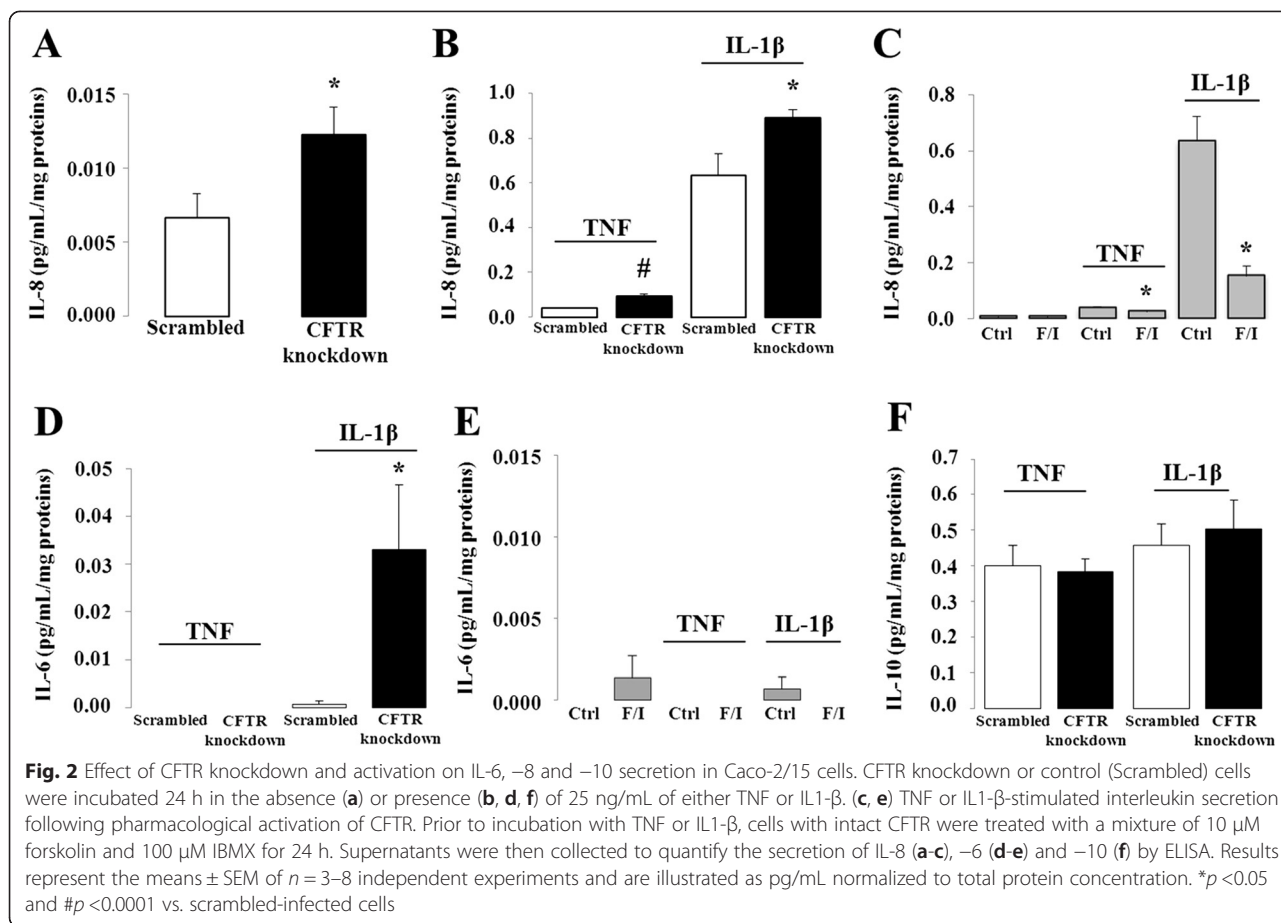 A
IL-8 (pg/mL/mg proteins)
0.015
0.010
0.005
0.000
*
Scrambled
CFTR
knockdown
B
IL-8 (pg/mL/mg proteins)
1.0
0.8
0.6
0.4
0.2
0.0
TNF
#
IL-1β
*
Scrambled
CFTR
knockdown
Scrambled
CFTR
knockdown
C
IL-8 (pg/mL/mg proteins)
0.8
0.6
0.4
0.2
0.0
TNF
*
IL-1β
*
Ctrl F/I Ctrl F/I Ctrl F/I
D
IL-6 (pg/mL/mg proteins)
0.05
0.04
0.03
0.02
0.01
0.00
TNF
IL-1β
*
Scrambled
CFTR
knockdown
Scrambled
CFTR
knockdown
E
IL-6 (pg/mL/mg proteins)
0.015
0.010
0.005
0.000
TNF
IL-1β
Ctrl F/I Ctrl F/I Ctrl F/I
F
IL-10 (pg/mL/mg proteins)
0.7
0.6
0.5
0.4
0.3
0.2
0.1
0.0
TNF
IL-1β
Scrambled
CFTR
knockdown
Scrambled
CFTR
knockdown
Fig. 2 Effect of CFTR knockdown and activation on IL-6, −8 and −10 secretion in Caco-2/15 cells. CFTR knockdown or control (Scrambled) cells
were incubated 24 h in the absence (a) or presence (b, d, f) of 25 ng/mL of either TNF or IL1-β. (c, e) TNF or IL1-β-stimulated interleukin secretion
following pharmacological activation of CFTR. Prior to incubation with TNF or IL1-β, cells with intact CFTR were treated with a mixture of 10 μM
forskolin and 100 μM IBMX for 24 h. Supernatants were then collected to quantify the secretion of IL-8 (a-c), −6 (d-e) and −10 (f) by ELISA. Results
represent the means ± SEM of n = 3–8 independent experiments and are illustrated as pg/mL normalized to total protein concentration. *p <0.05
and #p <0.0001 vs. scrambled-infected cells